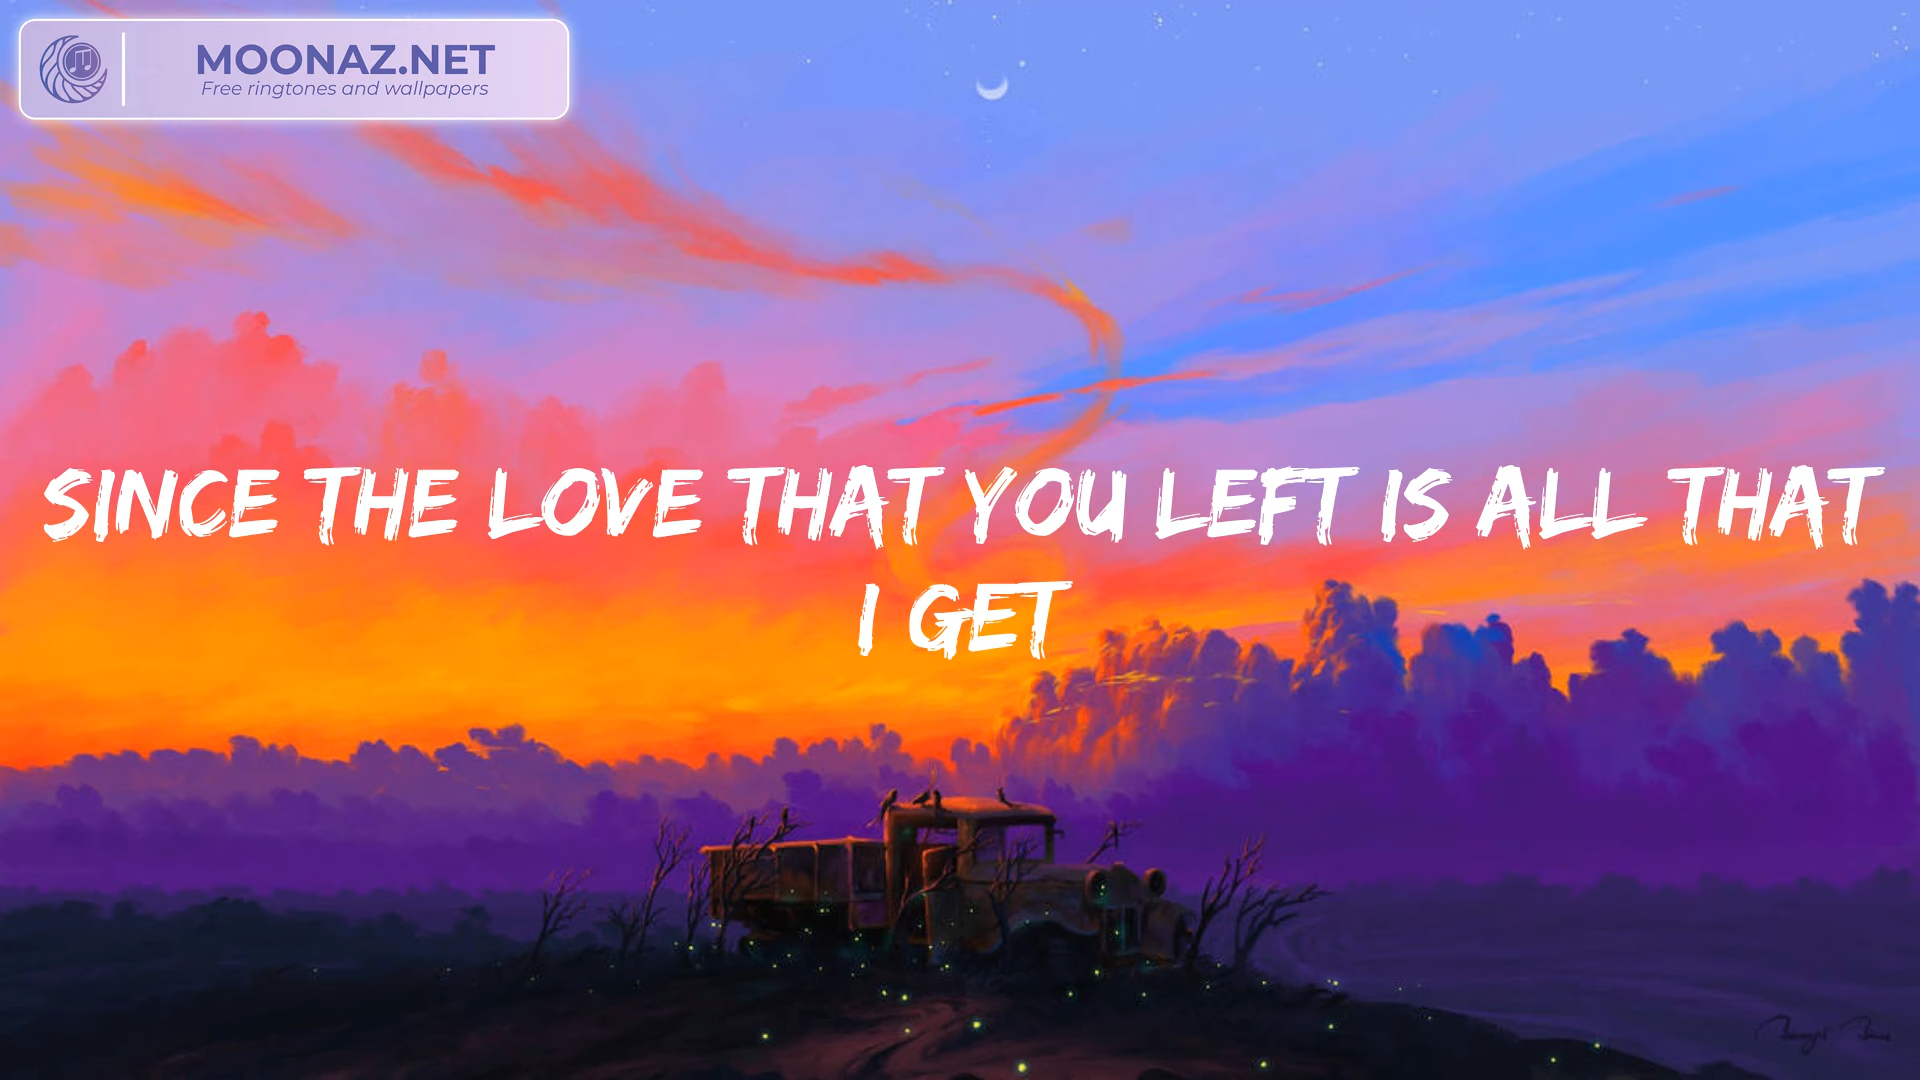 MOONAZ.NET
Free ringtones and wallpapers
SINCE THE LOVE THAT YOU LEFT IS ALL THAT
I GET